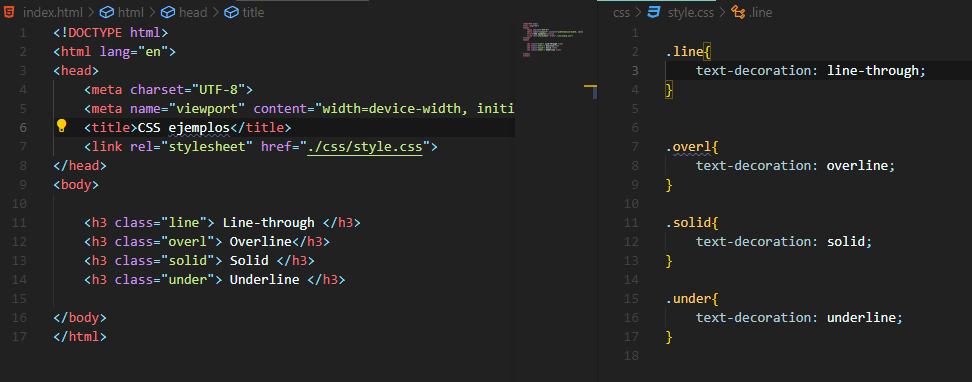 index.html > html > head > title
1 <!DOCTYPE html>
2 <html lang="en">
3 <head>
4 <meta charset="UTF-8">
5 <meta name="viewport" content="width=device-width, initi
6 <title>CSS ejemplos</title>
7 <link rel="stylesheet" href="./css/style.css">
8 </head>
9 <body>
10
11 <h3 class="line"> Line-through </h3>
12 <h3 class="overl"> Overline</h3>
13 <h3 class="solid"> Solid </h3>
14 <h3 class="under"> Underline </h3>
15
16 </body>
17 </html>
css > style.css > .line
1
2 .line{
3 text-decoration: line-through;
4 }
5
6
7 .overl{
8 text-decoration: overline;
9 }
10
11 .solid{
12 text-decoration: solid;
13 }
14
15 .under{
16 text-decoration: underline;
17 }
18